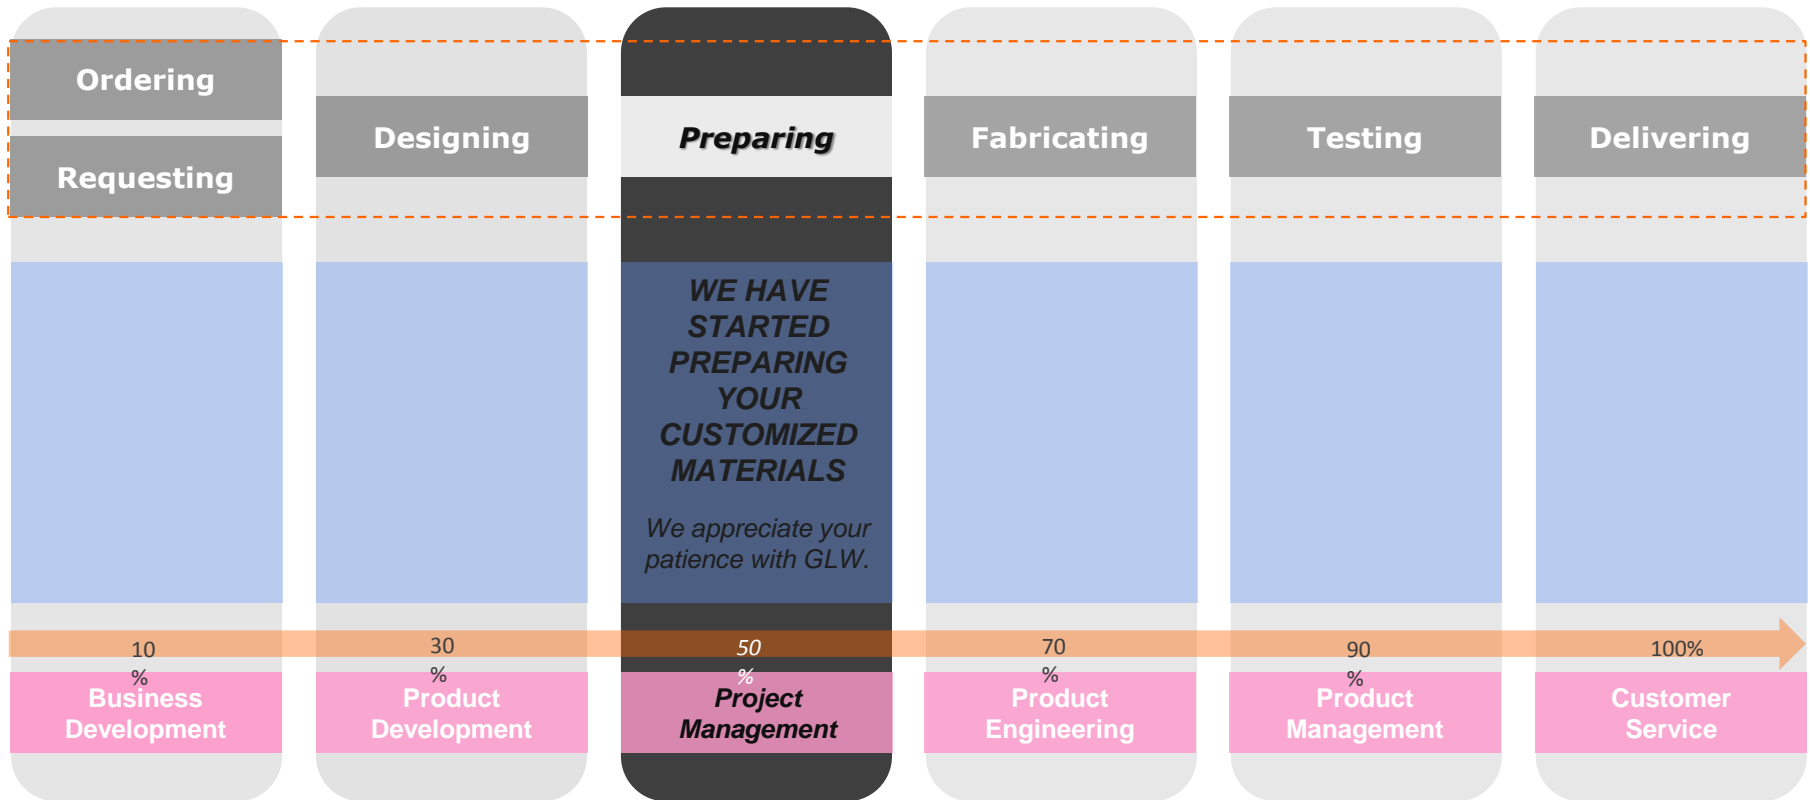 Ordering
Requesting
Designing
Preparing
Fabricating
Testing
Delivering
WE HAVE
STARTED
PREPARING
YOUR
CUSTOMIZED
MATERIALS
We appreciate your
patience with GLW.
10
%
30
%
50
%
70
%
90
%
100%
Business
Development
Product
Development
Project
Management
Product
Engineering
Product
Management
Customer
Service